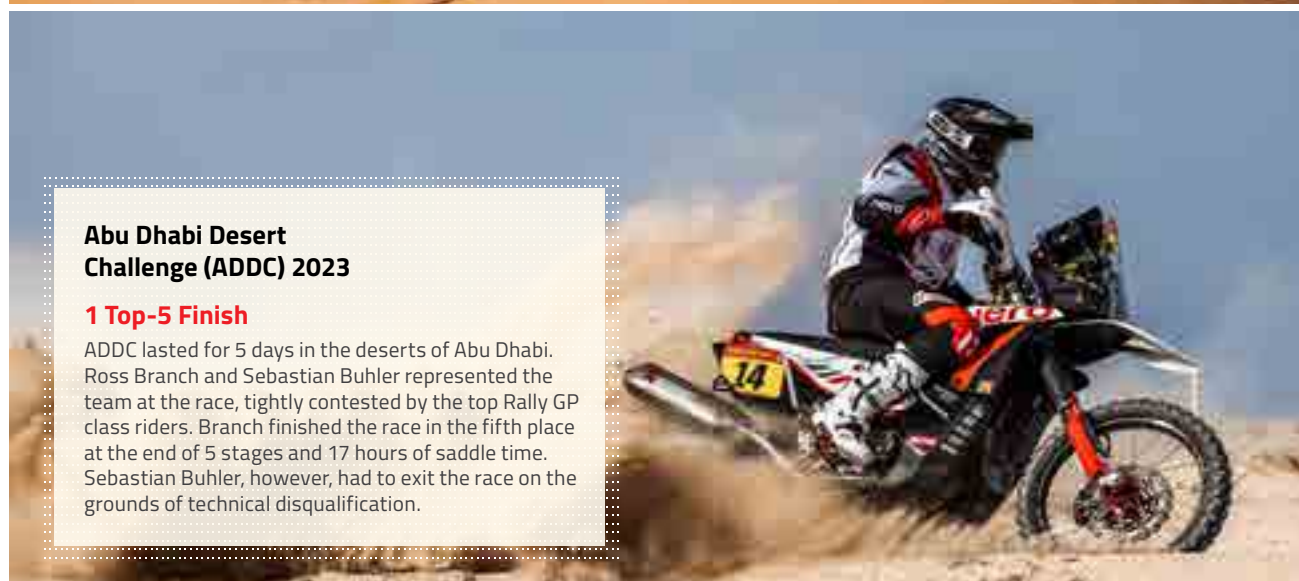 Abu Dhabi Desert
Challenge (ADDC) 2023
1 Top-5 Finish
ADDC lasted for 5 days in the deserts of Abu Dhabi.
Ross Branch and Sebastian Buhler represented the
team at the race, tightly contested by the top Rally GP
class riders. Branch finished the race in the fifth place
at the end of 5 stages and 17 hours of saddle time.
Sebastian Buhler, however, had to exit the race on the
grounds of technical disqualification.
14
Hero